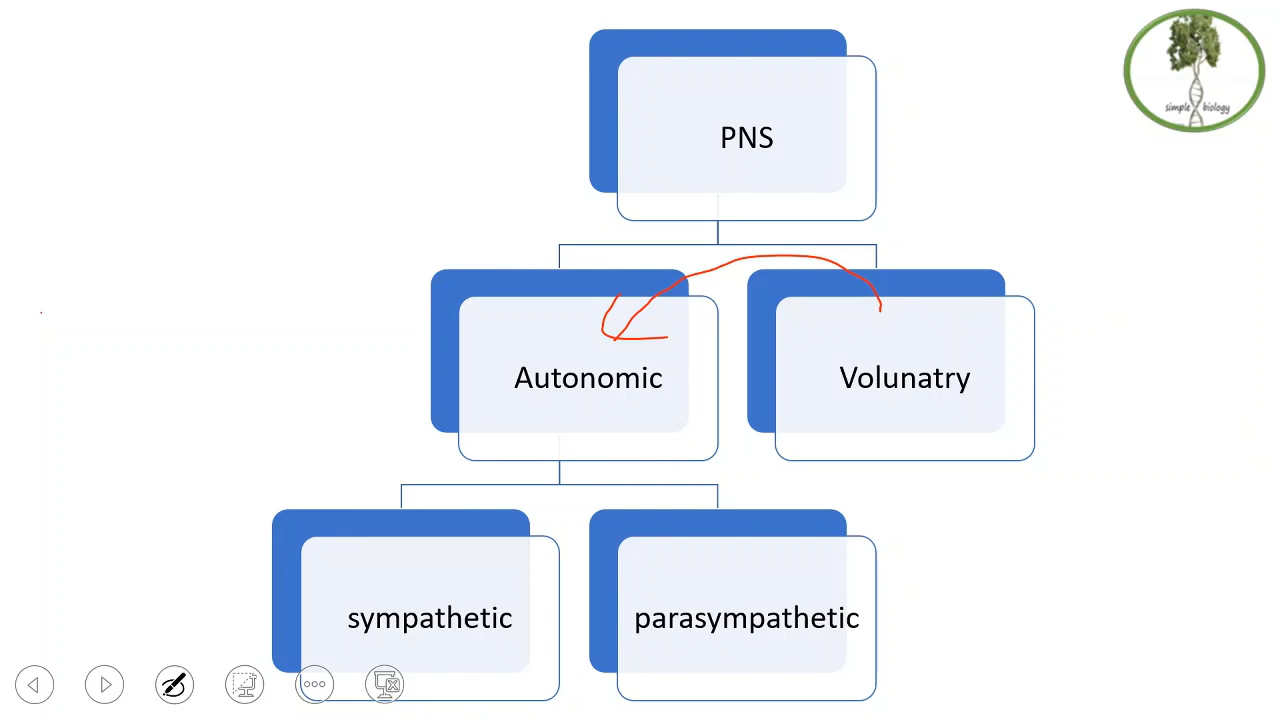 simple biology
PNS
Autonomic
Volunatry
sympathetic
parasympathetic